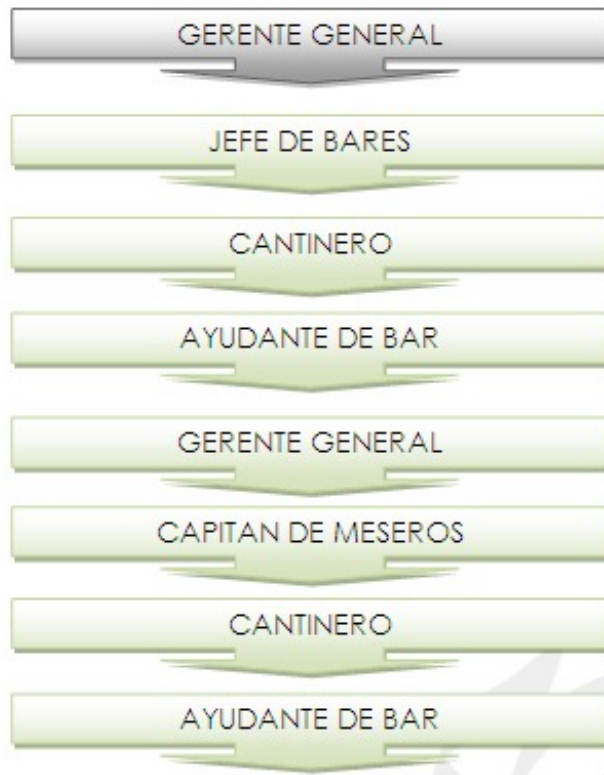 GERENTE GENERAL
JEFE DE BARES
CANTINERO
AYUDANTE DE BAR
GERENTE GENERAL
CAPITAN DE MESEROS
CANTINERO
AYUDANTE DE BAR